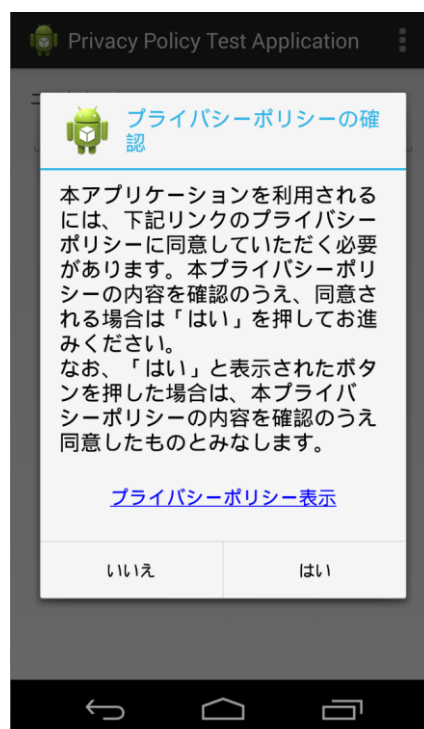 Privacy Policy Test Application
プライバシーポリシーの確
認
本アプリケーションを利用される
には、下記リンクのプライバシー
ポリシーに同意していただく必要
があります。本プライバシーポリ
シーの内容を確認のうえ、同意さ
れる場合は「はい」を押してお進
みください。
なお、「はい」と表示されたボタ
ンを押した場合は、本プライバ
シーポリシーの内容を確認のうえ
同意したものとみなします。
プライバシーポリシー表示
いいえ
はい